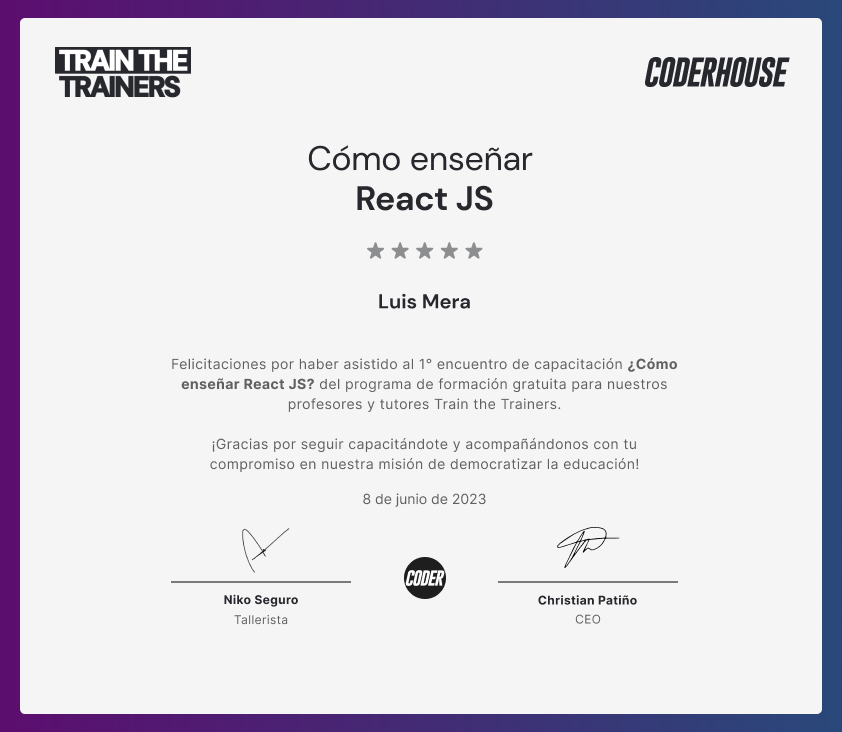 TRAIN THE
TRAINERS
CODERHOUSE
Cómo enseñar
React JS
Luis Mera
Felicitaciones por haber asistido al 1° encuentro de capacitación ¿Cómo
enseñar React JS? del programa de formación gratuita para nuestros
profesores y tutores Train the Trainers.
¡Gracias por seguir capacitándote y acompañándonos con tu
compromiso en nuestra misión de democratizar la educación!
8 de junio de 2023
CODER
Niko Seguro
Christian Patiño
Tallerista
CEO